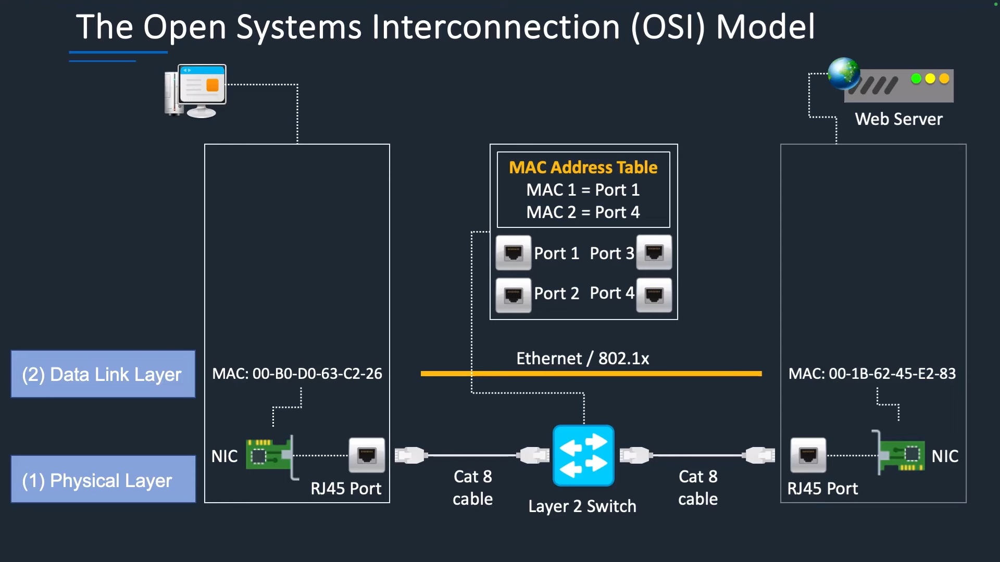 The Open Systems Interconnection (OSI) Model
Web Server
MAC Address Table
MAC 1 = Port 1
MAC 2 = Port 4
Port 1 Port 3
Port 2 Port 4
Ethernet / 802.1x
(2) Data Link Layer
MAC: 00-B0-D0-63-C2-26
MAC: 00-1B-62-45-E2-83
NIC
NIC
(1) Physical Layer
RJ45 Port
Cat 8
cable
Layer 2 Switch
Cat 8
cable
RJ45 Port